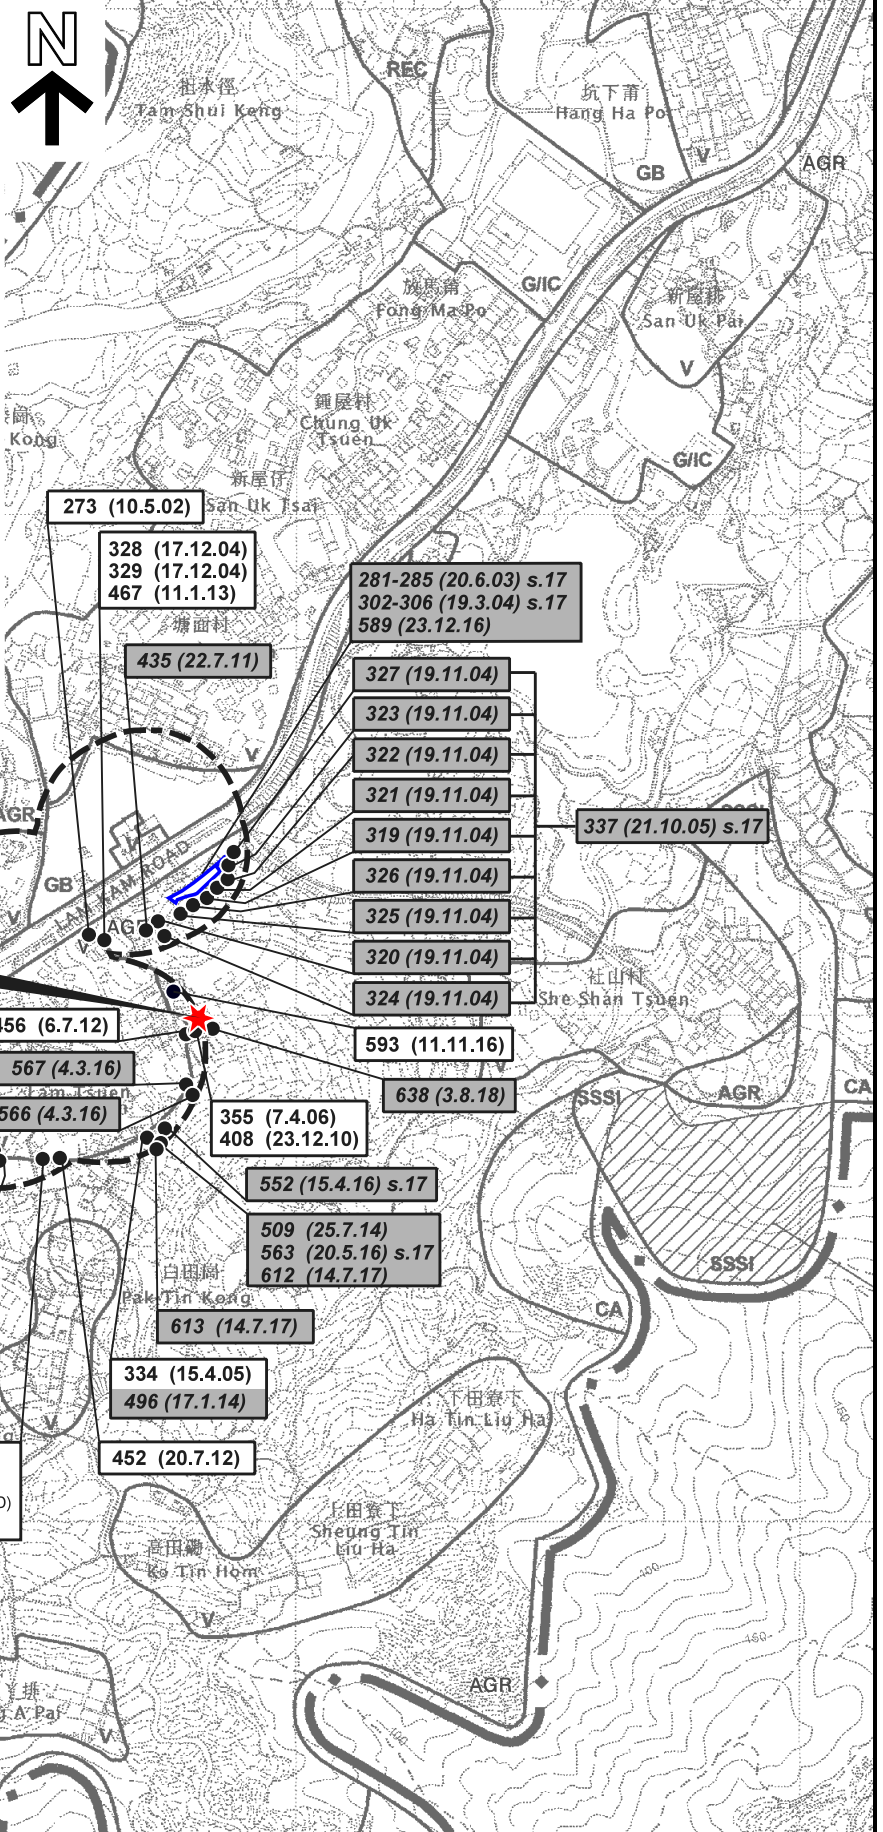 N
REC
担水徑
Tam Shui Keng
坑下莆
Hang Ha Po
V
GB
AGR
G/IC
放馬莆
Fong Ma Po
新屋排
San Uk Pai
V
鍾屋村
Chung Uk
Tsuen
Kong
G/IC
新屋仔
San Uk Tsai
273 (10.5.02)
328 (17.12.04)
329 (17.12.04)
467 (11.1.13)
281-285 (20.6.03) s.17
302-306 (19.3.04) s.17
589 (23.12.16)
塘面村
435 (22.7.11)
327 (19.11.04)
323 (19.11.04)
V
322 (19.11.04)
321 (19.11.04)
AGR
337 (21.10.05) s.17
319 (19.11.04)
LAM KAM ROAD
326 (19.11.04)
GB
V
325 (19.11.04)
AGR
V
320 (19.11.04)
社山村
She Shan Tsuen
324 (19.11.04)
456 (6.7.12)
593 (11.11.16)
V
567 (4.3.16)
Lam Tsuen
638 (3.8.18)
SSSI
AGR
CA
566 (4.3.16)
355 (7.4.06)
408 (23.12.10)
552 (15.4.16) s.17
509 (25.7.14)
563 (20.5.16) s.17
612 (14.7.17)
SSSI
白田崗
Pak Tin Kong
CA
613 (14.7.17)
334 (15.4.05)
496 (17.1.14)
下田寮下
Ha Tin Liu Ha
V
150
452 (20.7.12)
上田寮下
Sheung Tin
Liu Ha
高田磡
Ko Tin Hom
100
V
150
AGR
A Pai
V
100